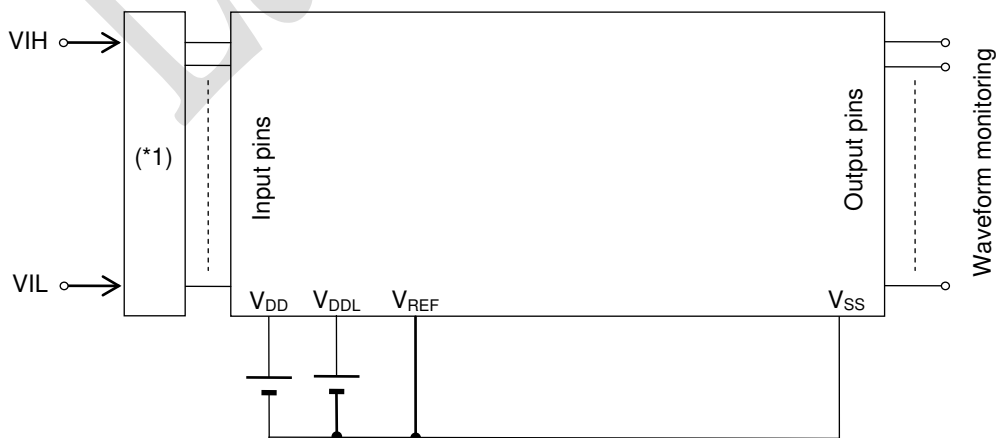 VIH
(*1)
VIL
Input pins
Output pins
Waveform monitoring
VDD
VDDL
VREF
VSS